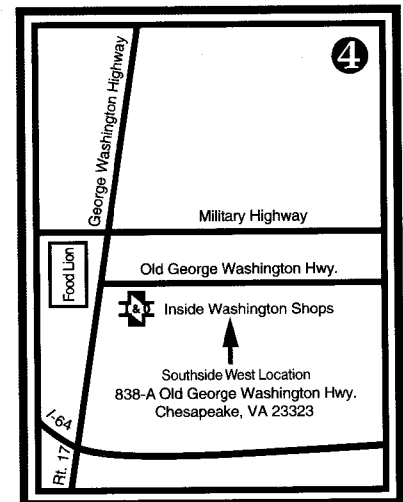 4
George Washington Highway
Military Highway
Food Lion
Old George Washington Hwy.
&
Inside Washington Shops
Southside West Location
838-A Old George Washington Hwy.
Chesapeake, VA 23323
I-64
Rt. 17